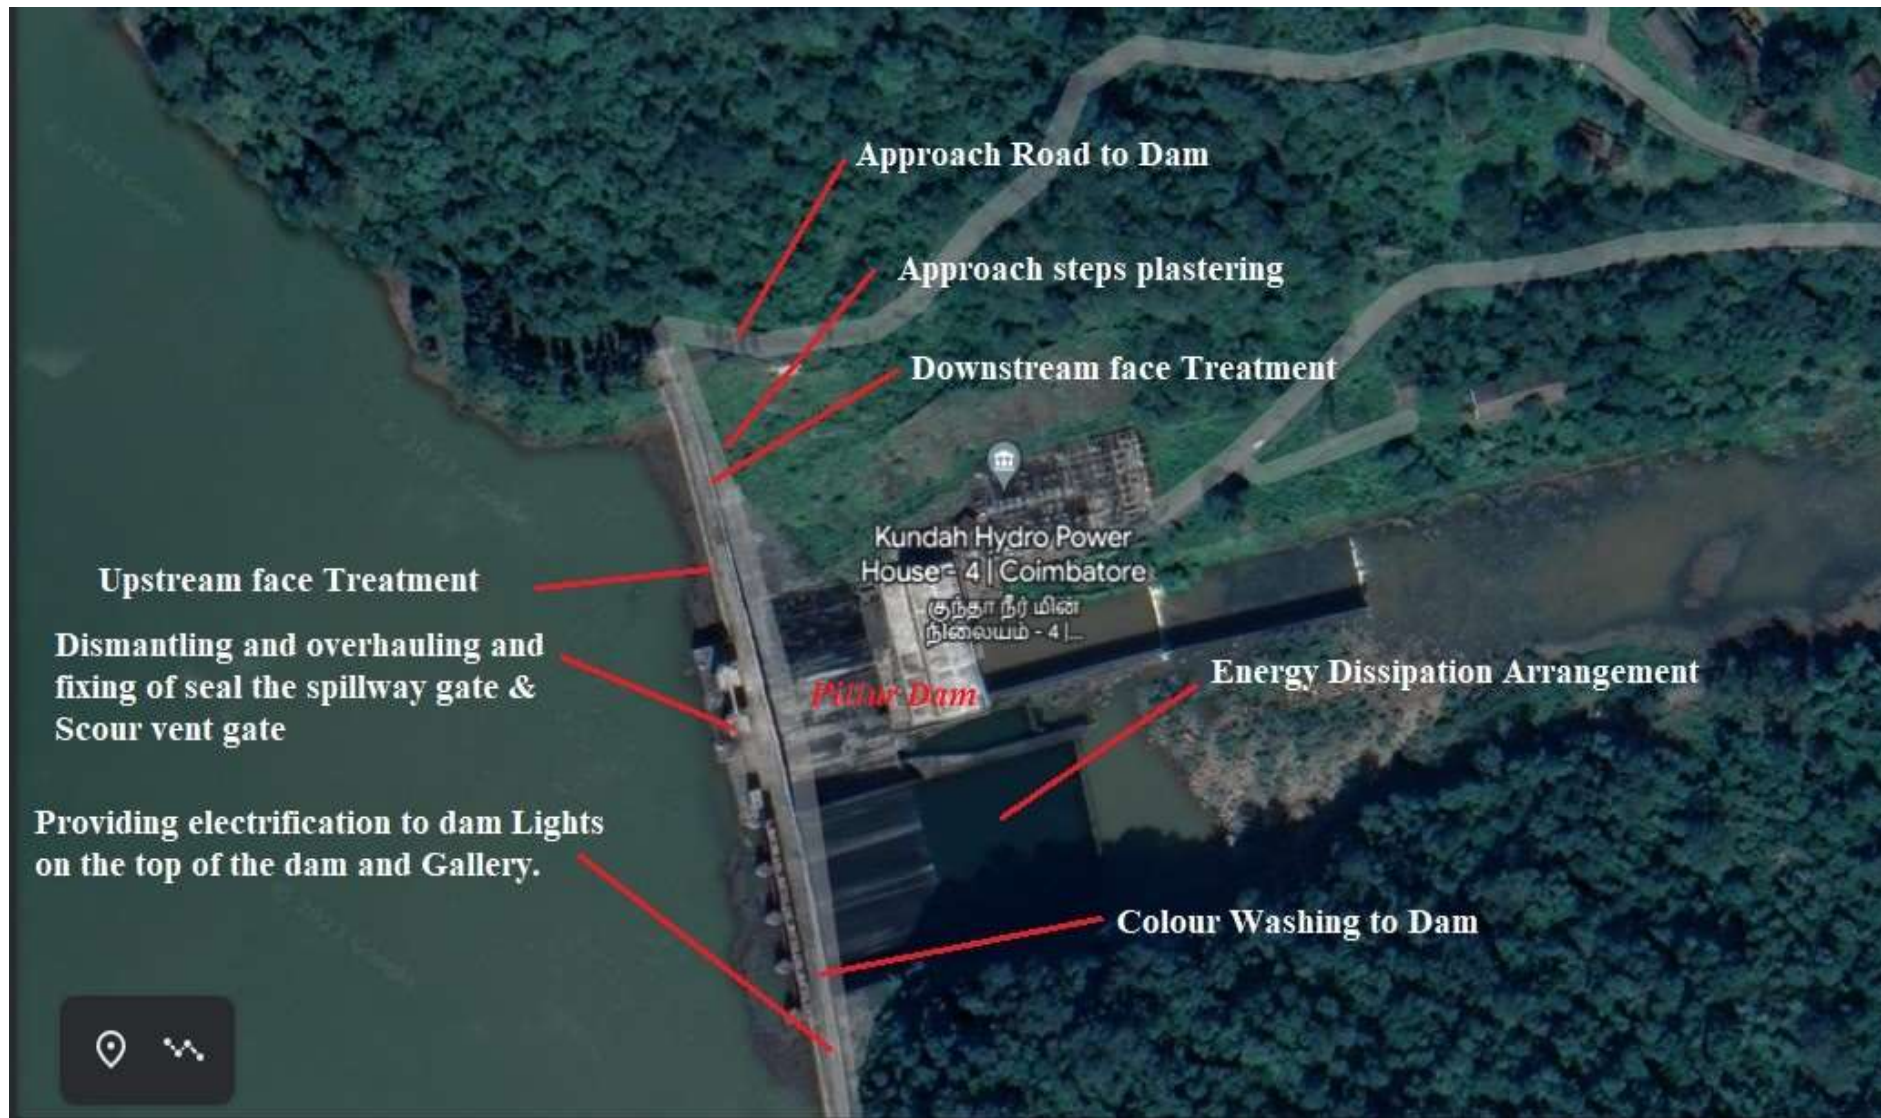 Approach Road to Dam
Approach steps plastering
Downstream face Treatment
Kundah Hydro Power
House - 4 | Coimbatore
குந்தா நீர் மின்
நிலையம் - 4 |...
Upstream face Treatment
Dismantling and overhauling and
fixing of seal the spillway gate &
Scour vent gate
Pillur Dam
Energy Dissipation Arrangement
Providing electrification to dam Lights
on the top of the dam and Gallery.
Colour Washing to Dam